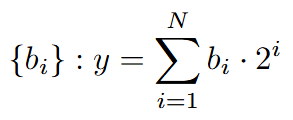 $\{b_i\} : y = \sum_{i=1}^{N} b_i \cdot 2^i$